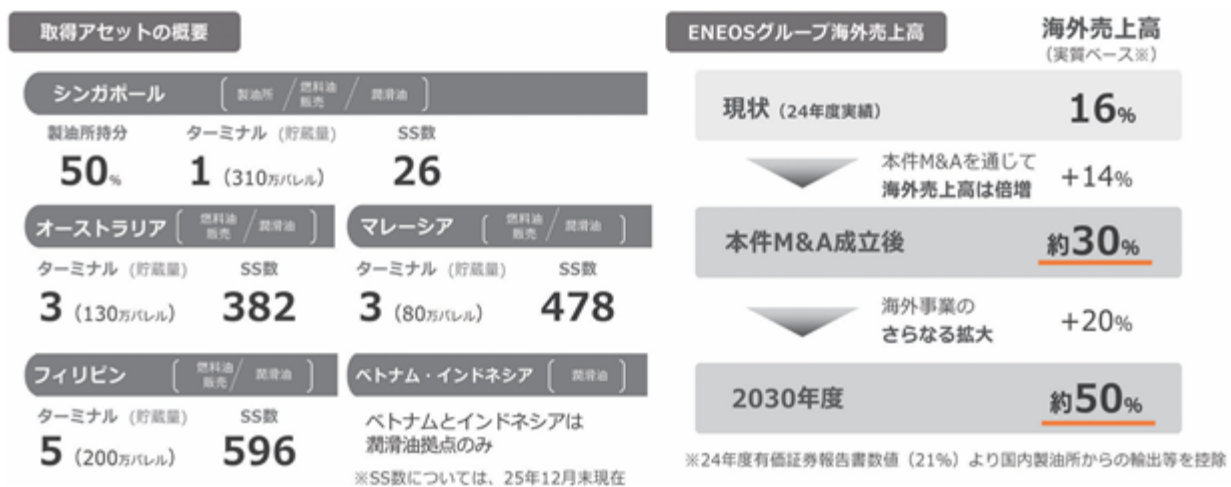 取得アセットの概要
シンガポール [ 製油所 / 燃料油販売 / 潤滑油 ]
製油所持分 ターミナル (貯蔵量) SS数
50% 1 (310万バレル) 26
オーストラリア [ 燃料油販売 / 潤滑油 ]
ターミナル (貯蔵量) SS数
3 (130万バレル) 382
マレーシア [ 燃料油販売 / 潤滑油 ]
ターミナル (貯蔵量) SS数
3 (80万バレル) 478
フィリピン [ 燃料油販売 / 潤滑油 ]
ターミナル (貯蔵量) SS数
5 (200万バレル) 596
ベトナム・インドネシア [ 潤滑油 ]
ベトナムとインドネシアは
潤滑油拠点のみ
※SS数については、25年12月末現在
ENEOSグループ海外売上高
海外売上高
(実質ベース※)
現状 (24年度実績) 16%
本件M&Aを通じて
海外売上高は倍増 +14%
本件M&A成立後 約30%
海外事業の
さらなる拡大 +20%
2030年度 約50%
※24年度有価証券報告書数値（21%）より国内製油所からの輸出等を控除